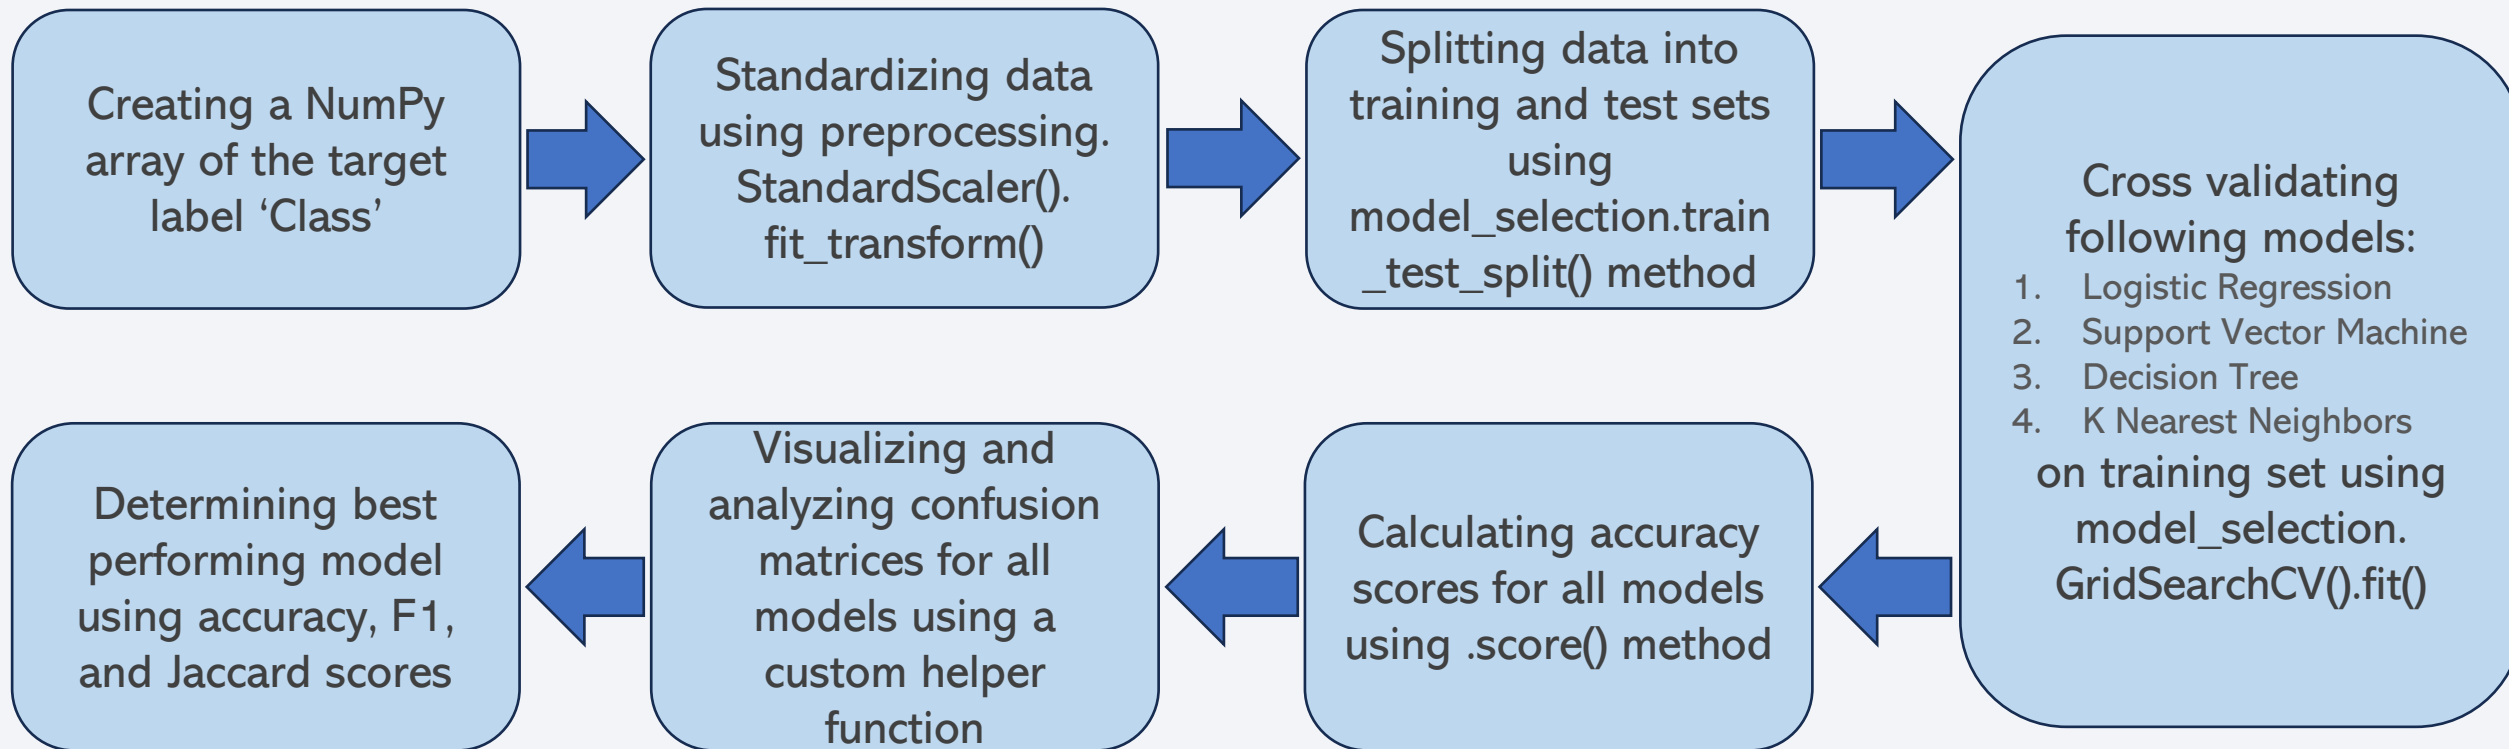 Creating a NumPy
array of the target
label ‘Class’
Standardizing data
using preprocessing.
StandardScaler().
fit_transform()
Splitting data into
training and test sets
using
model_selection.train
_test_split() method
Cross validating
following models:
1. Logistic Regression
2. Support Vector Machine
3. Decision Tree
4. K Nearest Neighbors
on training set using
model_selection.
GridSearchCV().fit()
Calculating accuracy
scores for all models
using .score() method
Visualizing and
analyzing confusion
matrices for all
models using a
custom helper
function
Determining best
performing model
using accuracy, F1,
and Jaccard scores